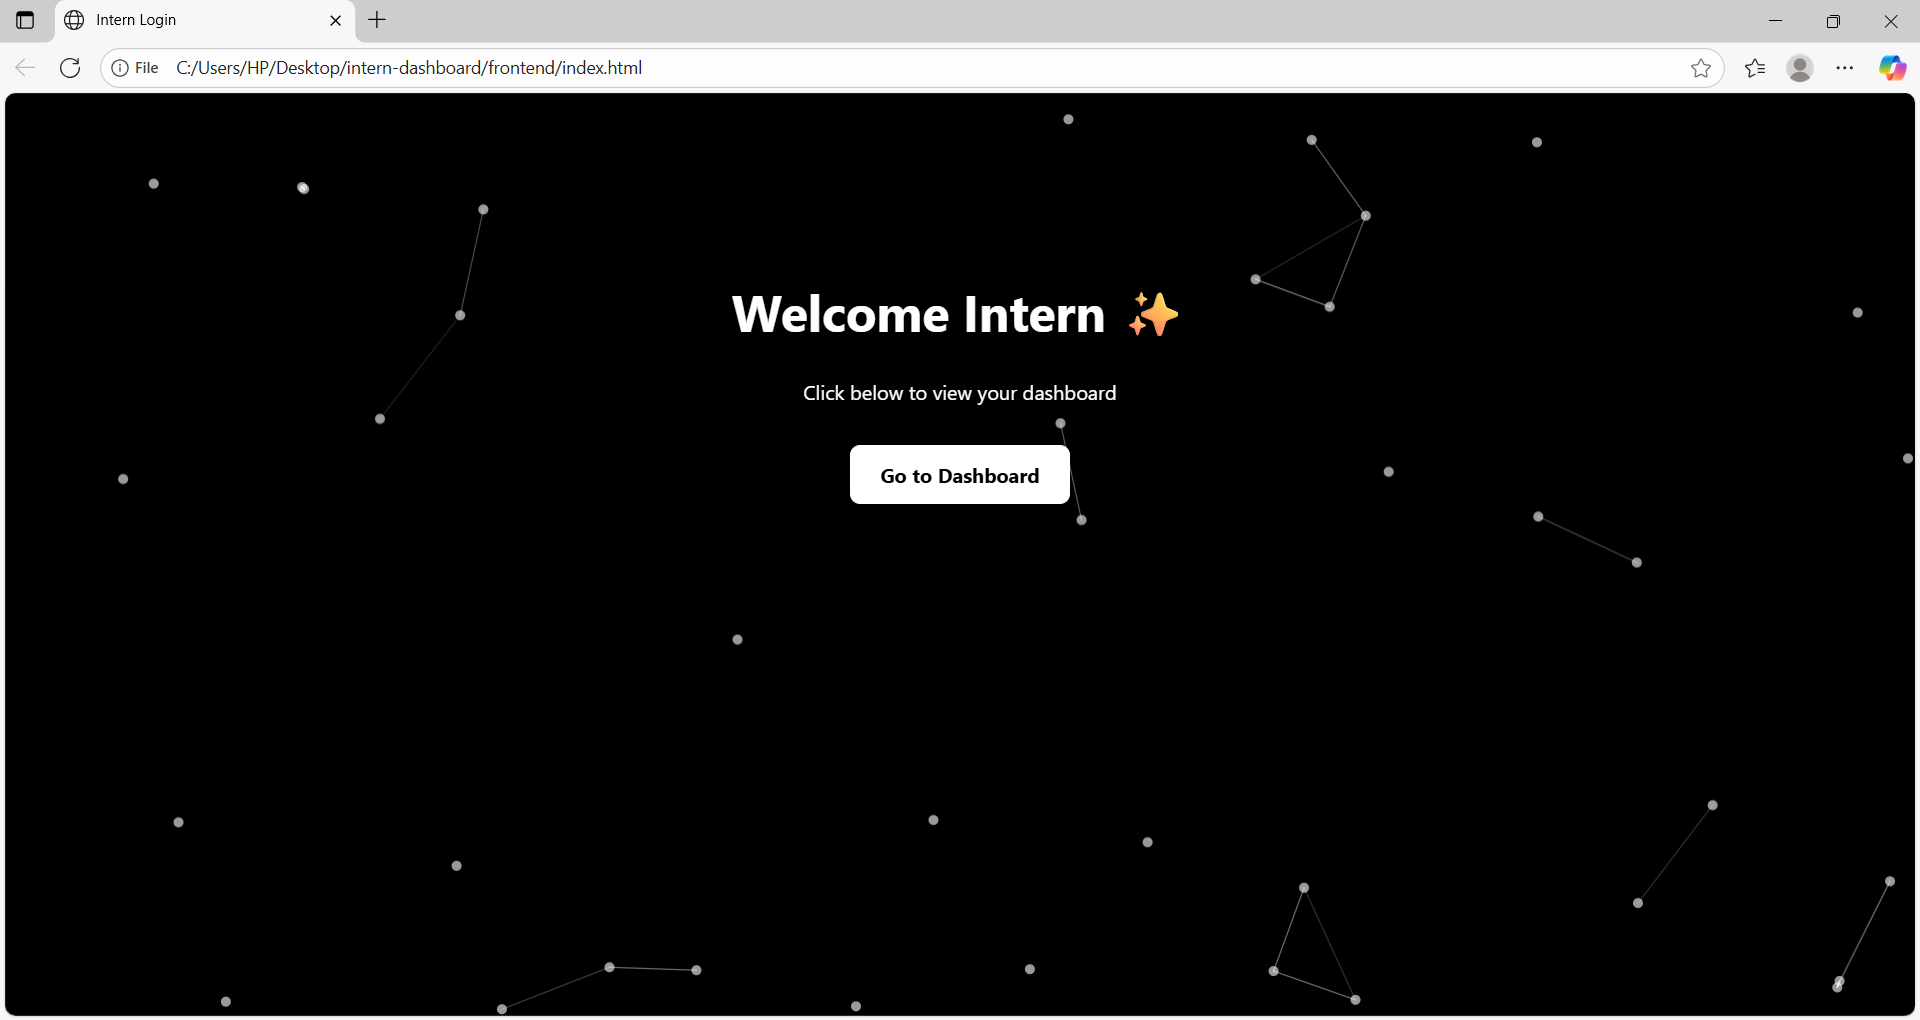 Intern Login
File C:/Users/HP/Desktop/intern-dashboard/frontend/index.html
Welcome Intern ✨
Click below to view your dashboard
Go to Dashboard